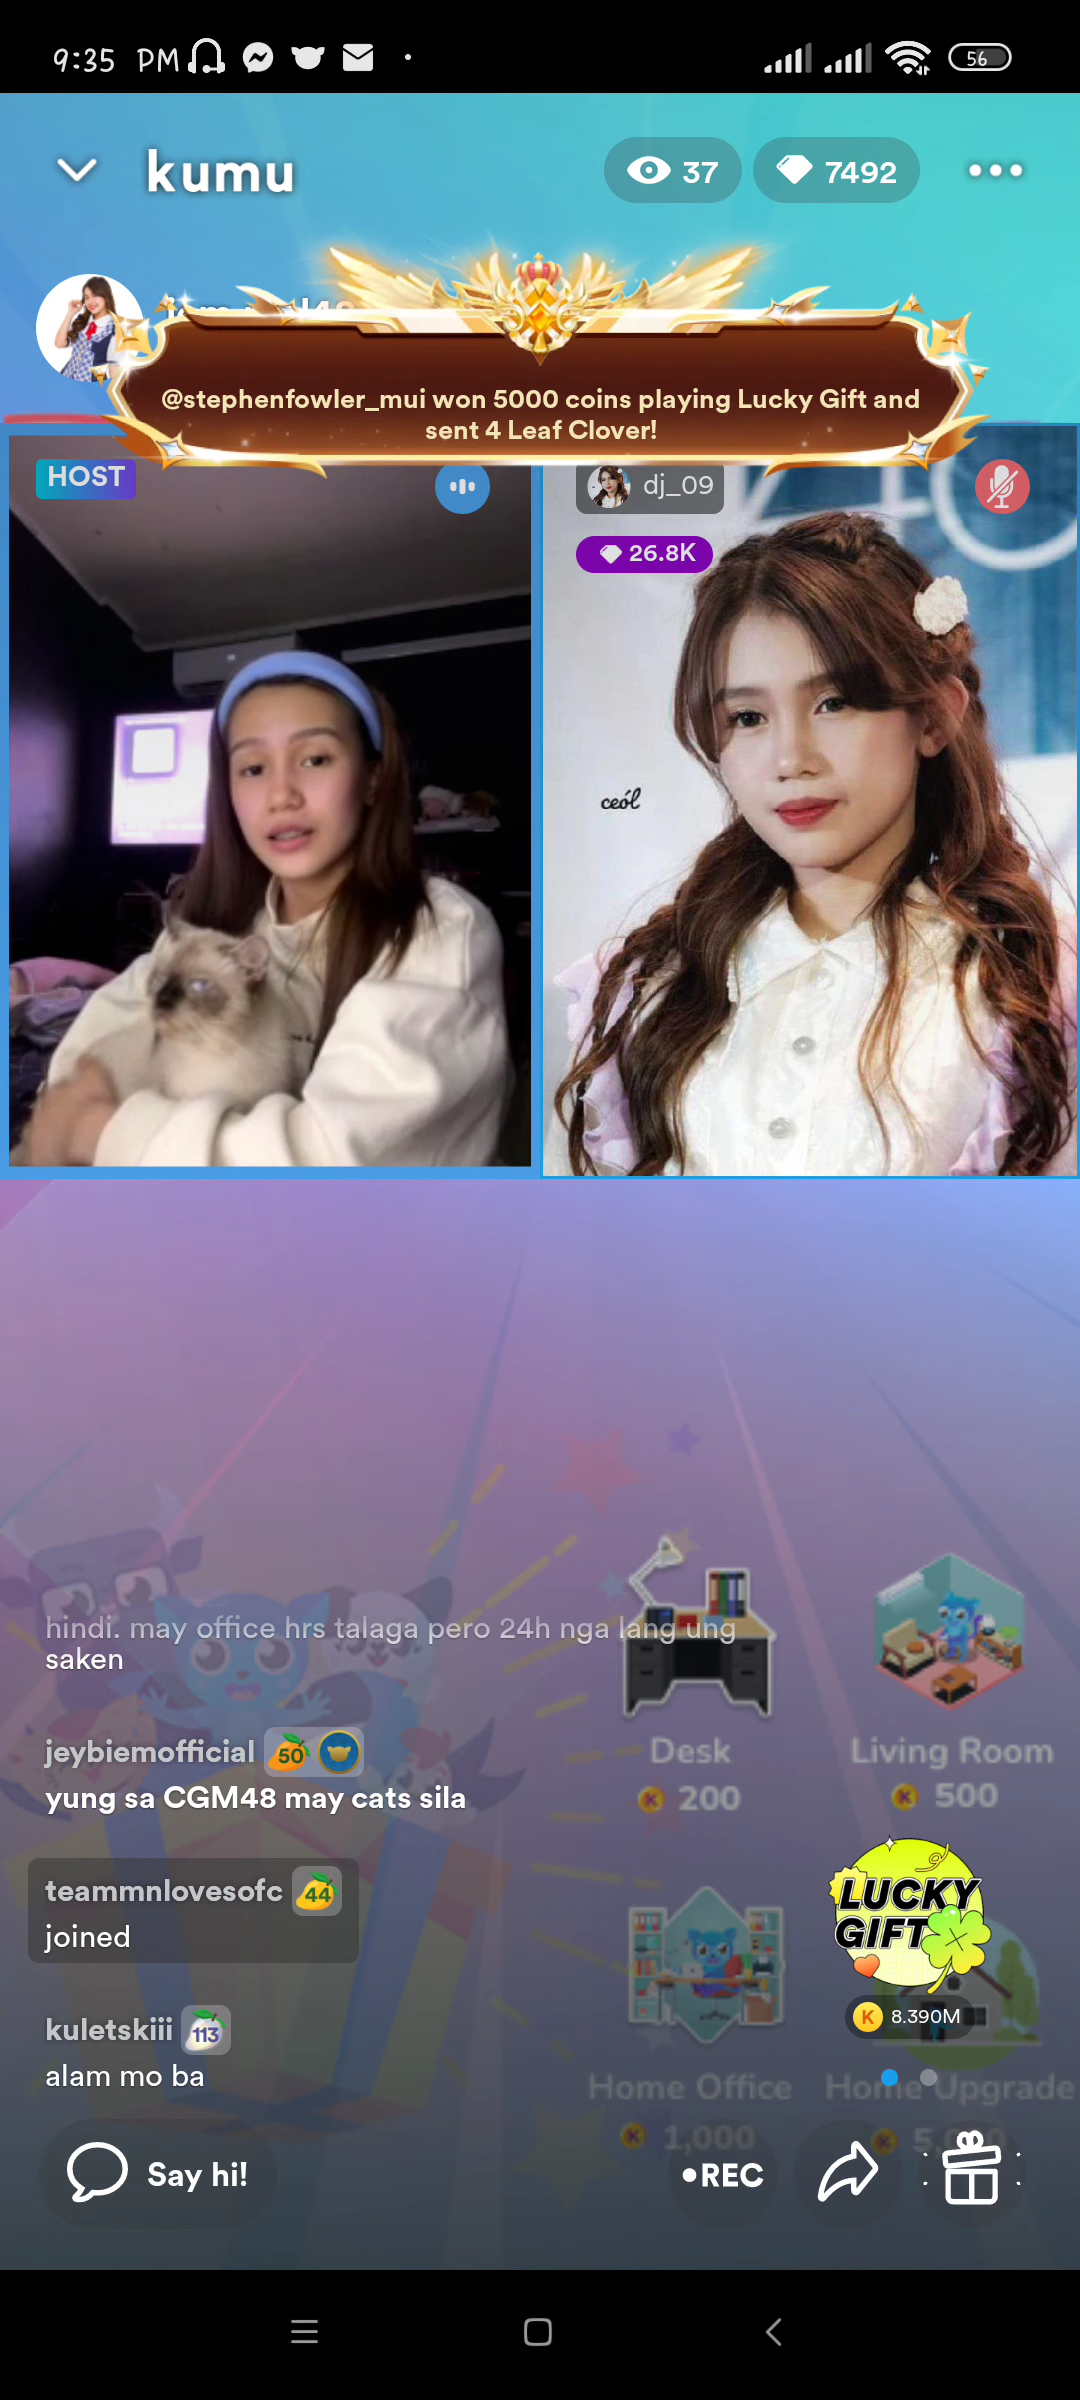 9:35 PM
56
kumu
37
7492
@stephenfowler_mui won 5000 coins playing Lucky Gift and
sent 4 Leaf Clover!
HOST
dj_09
26.8K
ceól
hindi. may office hrs talaga pero 24h nga lang ung
saken
Desk
200
Living Room
500
jeybiemofficial 50
yung sa CGM48 may cats sila
teammnlovesofc 44
joined
LUCKY
GIFT
K 8.390M
kuletskiii 113
alam mo ba
Home Office
1,000
Home Upgrade
Say hi!
REC